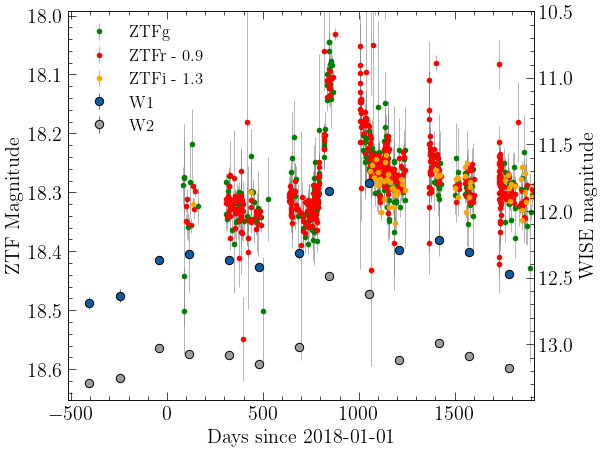 ZTFg
ZTFr - 0.9
ZTFi - 1.3
W1
W2
18.0
18.1
18.2
18.3
18.4
18.5
18.6
ZTF Magnitude
10.5
11.0
11.5
12.0
12.5
13.0
WISE magnitude
−500 0 500 1000 1500
Days since 2018-01-01